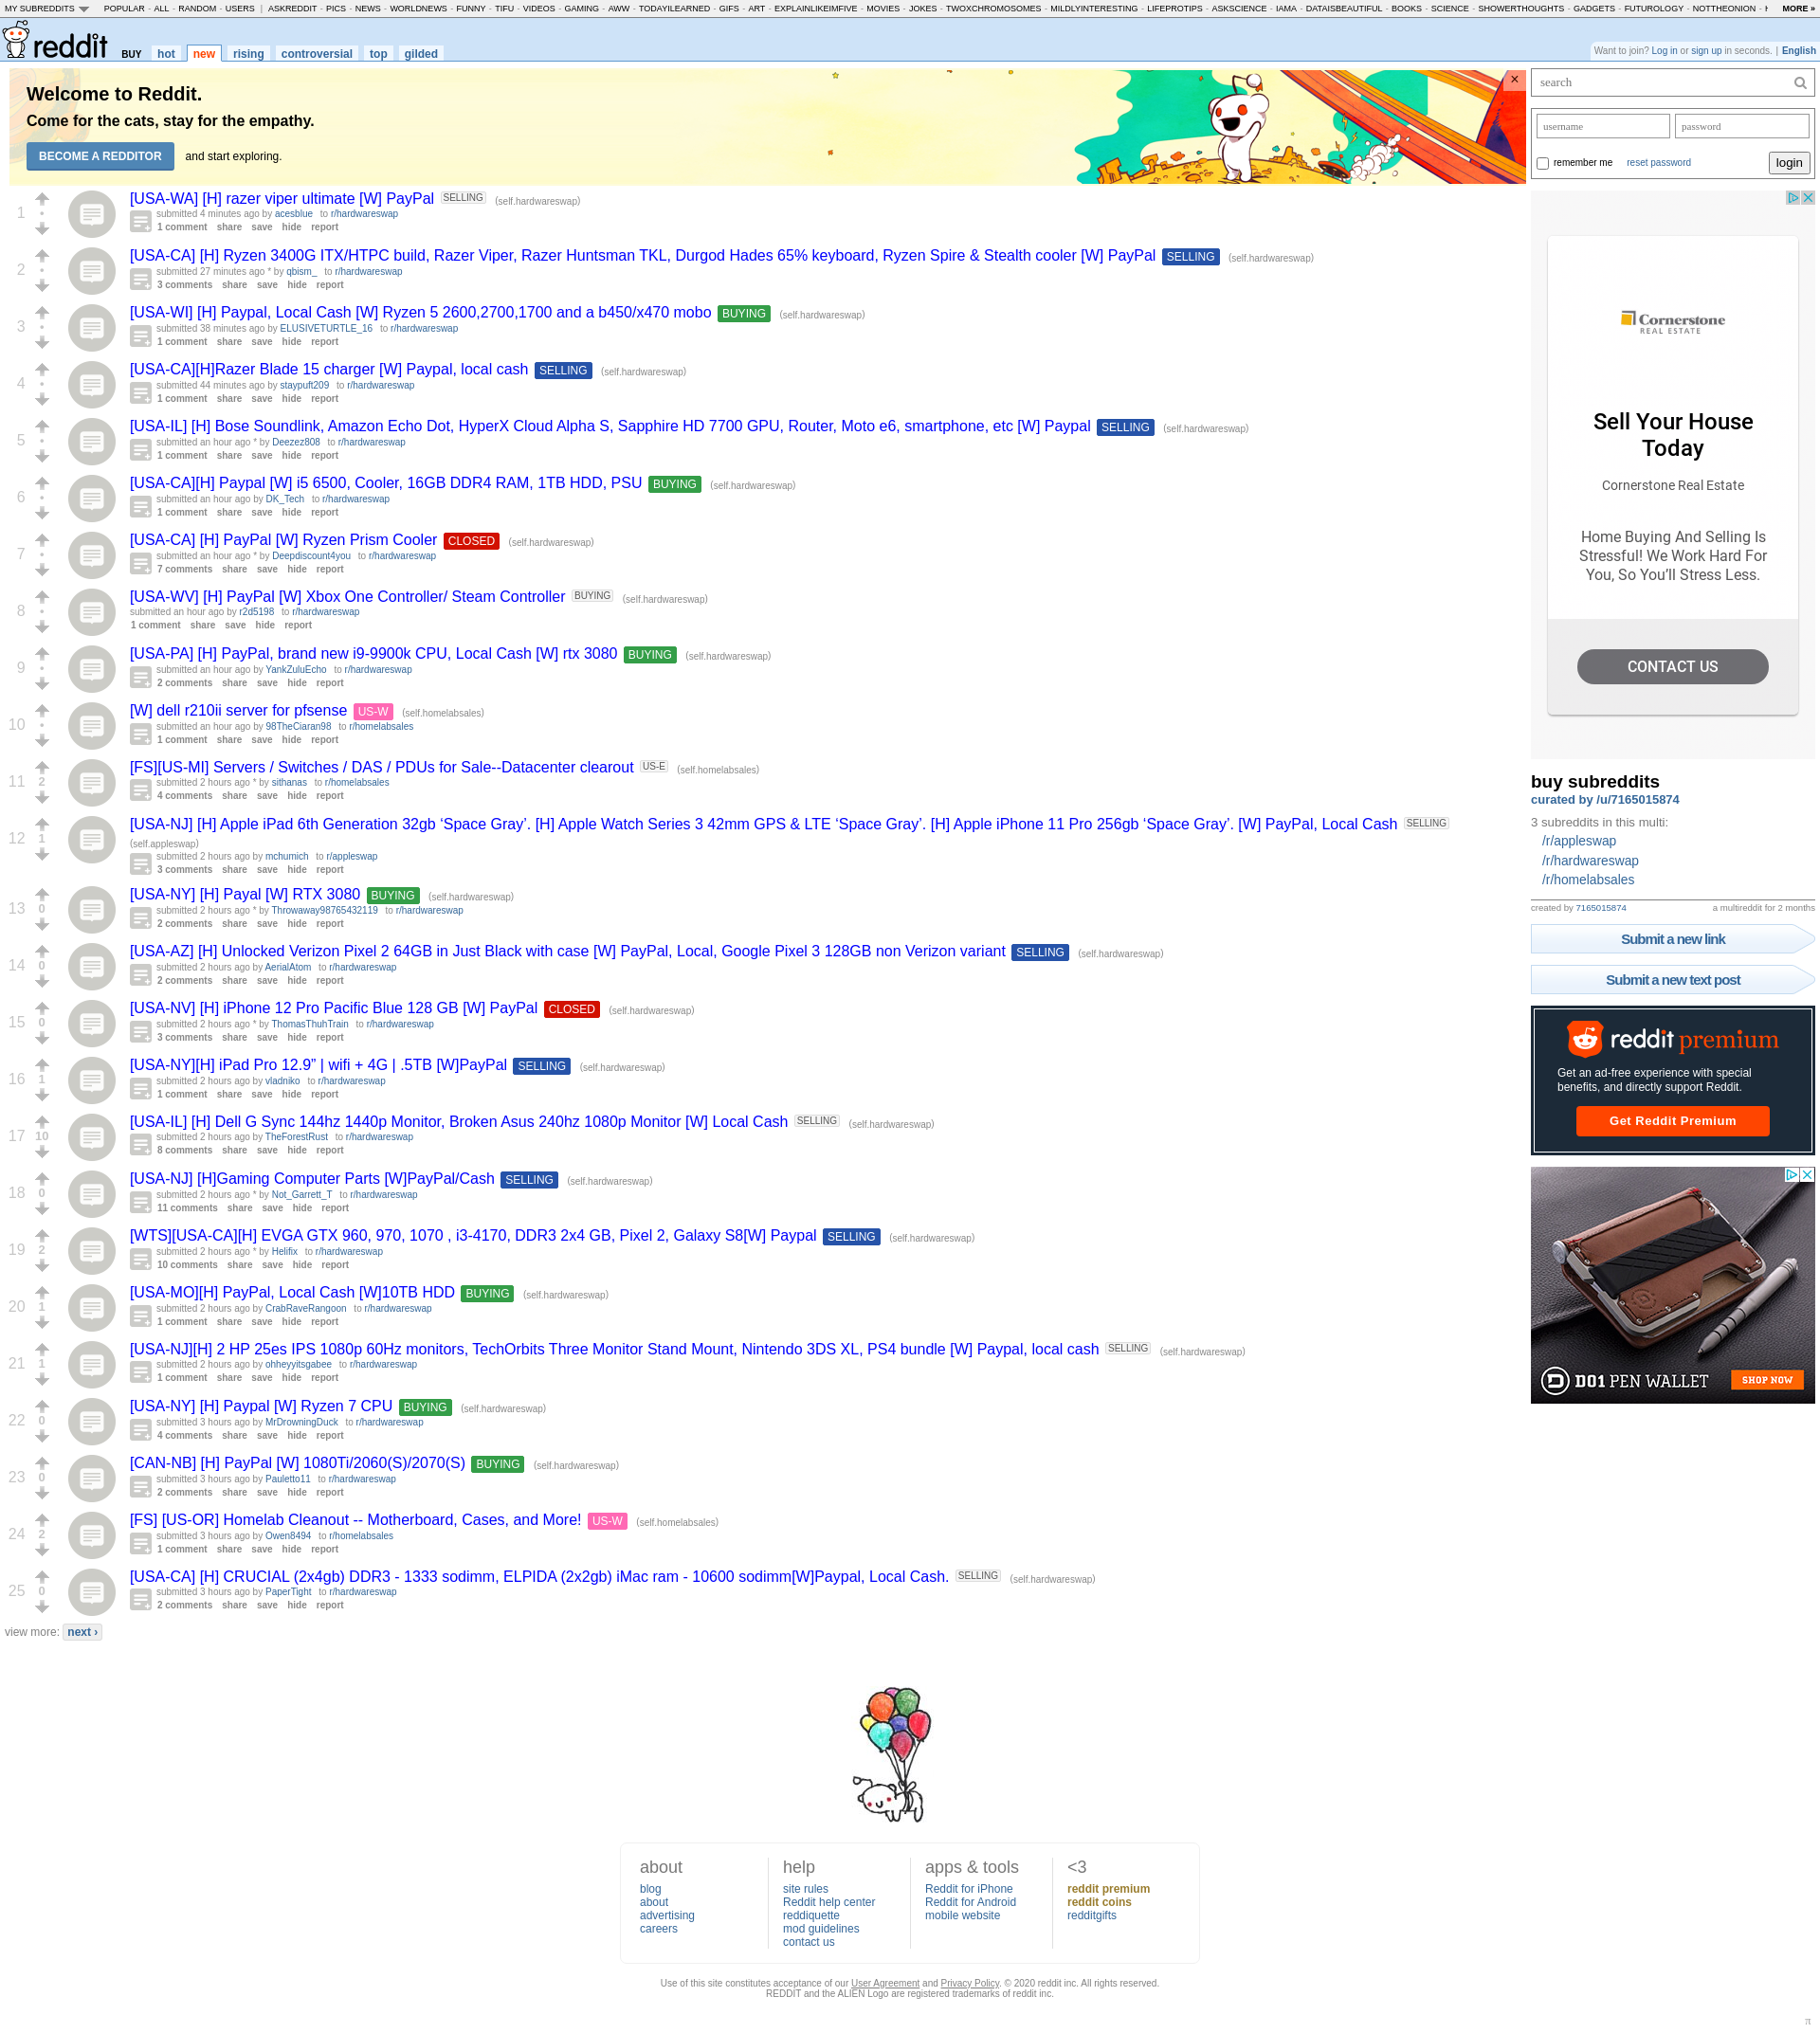 MY SUBREDDITS POPULAR - ALL - RANDOM - USERS | ASKREDDIT - PICS - NEWS - WORLDNEWS - FUNNY - TIFU - VIDEOS - GAMING - AWW - TODAYILEARNED - GIFS - ART - EXPLAINLIKEIMFIVE - MOVIES - JOKES - TWOXCHROMOSOMES - MILDLYINTERESTING - LIFEPROTIPS - ASKSCIENCE - IAMA - DATAISBEAUTIFUL - BOOKS - SCIENCE - SHOWERTHOUGHTS - GADGETS - FUTUROLOGY - NOTTHEONION - MORE »
reddit BUY hot new rising controversial top gilded
Want to join? Log in or sign up in seconds. | English
Welcome to Reddit.
Come for the cats, stay for the empathy.
BECOME A REDDITOR and start exploring.
×
1
[USA-WA] [H] razer viper ultimate [W] PayPal SELLING (self.hardwareswap)
submitted 4 minutes ago by acesblue to r/hardwareswap
1 comment share save hide report
2
[USA-CA] [H] Ryzen 3400G ITX/HTPC build, Razer Viper, Razer Huntsman TKL, Durgod Hades 65% keyboard, Ryzen Spire & Stealth cooler [W] PayPal SELLING (self.hardwareswap)
submitted 27 minutes ago * by qbism_ to r/hardwareswap
3 comments share save hide report
3
[USA-WI] [H] Paypal, Local Cash [W] Ryzen 5 2600,2700,1700 and a b450/x470 mobo BUYING (self.hardwareswap)
submitted 38 minutes ago by ELUSIVETURTLE_16 to r/hardwareswap
1 comment share save hide report
4
[USA-CA][H]Razer Blade 15 charger [W] Paypal, local cash SELLING (self.hardwareswap)
submitted 44 minutes ago by staypuft209 to r/hardwareswap
1 comment share save hide report
5
[USA-IL] [H] Bose Soundlink, Amazon Echo Dot, HyperX Cloud Alpha S, Sapphire HD 7700 GPU, Router, Moto e6, smartphone, etc [W] Paypal SELLING (self.hardwareswap)
submitted an hour ago * by Deezez808 to r/hardwareswap
1 comment share save hide report
6
[USA-CA][H] Paypal [W] i5 6500, Cooler, 16GB DDR4 RAM, 1TB HDD, PSU BUYING (self.hardwareswap)
submitted an hour ago by DK_Tech to r/hardwareswap
1 comment share save hide report
7
[USA-CA] [H] PayPal [W] Ryzen Prism Cooler CLOSED (self.hardwareswap)
submitted an hour ago * by Deepdiscount4you to r/hardwareswap
7 comments share save hide report
8
[USA-WV] [H] PayPal [W] Xbox One Controller/ Steam Controller BUYING (self.hardwareswap)
submitted an hour ago by r2d5198 to r/hardwareswap
1 comment share save hide report
9
[USA-PA] [H] PayPal, brand new i9-9900k CPU, Local Cash [W] rtx 3080 BUYING (self.hardwareswap)
submitted an hour ago by YankZuluEcho to r/hardwareswap
2 comments share save hide report
10
[W] dell r210ii server for pfsense US-W (self.homelabsales)
submitted an hour ago by 98TheCiaran98 to r/homelabsales
1 comment share save hide report
11 2
[FS][US-MI] Servers / Switches / DAS / PDUs for Sale--Datacenter clearout US-E (self.homelabsales)
submitted 2 hours ago * by sithanas to r/homelabsales
4 comments share save hide report
12 1
[USA-NJ] [H] Apple iPad 6th Generation 32gb ‘Space Gray’. [H] Apple Watch Series 3 42mm GPS & LTE ‘Space Gray’. [H] Apple iPhone 11 Pro 256gb ‘Space Gray’. [W] PayPal, Local Cash SELLING
(self.appleswap)
submitted 2 hours ago by mchumich to r/appleswap
3 comments share save hide report
13 0
[USA-NY] [H] Payal [W] RTX 3080 BUYING (self.hardwareswap)
submitted 2 hours ago * by Throwaway98765432119 to r/hardwareswap
2 comments share save hide report
14 0
[USA-AZ] [H] Unlocked Verizon Pixel 2 64GB in Just Black with case [W] PayPal, Local, Google Pixel 3 128GB non Verizon variant SELLING (self.hardwareswap)
submitted 2 hours ago by AerialAtom to r/hardwareswap
2 comments share save hide report
15 0
[USA-NV] [H] iPhone 12 Pro Pacific Blue 128 GB [W] PayPal CLOSED (self.hardwareswap)
submitted 2 hours ago * by ThomasThuhTrain to r/hardwareswap
3 comments share save hide report
16 1
[USA-NY][H] iPad Pro 12.9” | wifi + 4G | .5TB [W]PayPal SELLING (self.hardwareswap)
submitted 2 hours ago by vladniko to r/hardwareswap
1 comment share save hide report
17 10
[USA-IL] [H] Dell G Sync 144hz 1440p Monitor, Broken Asus 240hz 1080p Monitor [W] Local Cash SELLING (self.hardwareswap)
submitted 2 hours ago by TheForestRust to r/hardwareswap
8 comments share save hide report
18 0
[USA-NJ] [H]Gaming Computer Parts [W]PayPal/Cash SELLING (self.hardwareswap)
submitted 2 hours ago * by Not_Garrett_T to r/hardwareswap
11 comments share save hide report
19 2
[WTS][USA-CA][H] EVGA GTX 960, 970, 1070 , i3-4170, DDR3 2x4 GB, Pixel 2, Galaxy S8[W] Paypal SELLING (self.hardwareswap)
submitted 2 hours ago * by Helifix to r/hardwareswap
10 comments share save hide report
20 1
[USA-MO][H] PayPal, Local Cash [W]10TB HDD BUYING (self.hardwareswap)
submitted 2 hours ago by CrabRaveRangoon to r/hardwareswap
1 comment share save hide report
21 1
[USA-NJ][H] 2 HP 25es IPS 1080p 60Hz monitors, TechOrbits Three Monitor Stand Mount, Nintendo 3DS XL, PS4 bundle [W] Paypal, local cash SELLING (self.hardwareswap)
submitted 2 hours ago by ohheyyitsgabee to r/hardwareswap
1 comment share save hide report
22 0
[USA-NY] [H] Paypal [W] Ryzen 7 CPU BUYING (self.hardwareswap)
submitted 3 hours ago by MrDrowningDuck to r/hardwareswap
4 comments share save hide report
23 0
[CAN-NB] [H] PayPal [W] 1080Ti/2060(S)/2070(S) BUYING (self.hardwareswap)
submitted 3 hours ago by Pauletto11 to r/hardwareswap
2 comments share save hide report
24 2
[FS] [US-OR] Homelab Cleanout -- Motherboard, Cases, and More! US-W (self.homelabsales)
submitted 3 hours ago by Owen8494 to r/homelabsales
1 comment share save hide report
25 0
[USA-CA] [H] CRUCIAL (2x4gb) DDR3 - 1333 sodimm, ELPIDA (2x2gb) iMac ram - 10600 sodimm[W]Paypal, Local Cash. SELLING (self.hardwareswap)
submitted 3 hours ago by PaperTight to r/hardwareswap
2 comments share save hide report
view more: next ›
search
username password
remember me reset password login
Cornerstone
REAL ESTATE
Sell Your House
Today
Cornerstone Real Estate
Home Buying And Selling Is
Stressful! We Work Hard For
You, So You’ll Stress Less.
CONTACT US
buy subreddits
curated by /u/7165015874
3 subreddits in this multi:
/r/appleswap
/r/hardwareswap
/r/homelabsales
created by 7165015874 a multireddit for 2 months
Submit a new link
Submit a new text post
reddit premium
Get an ad-free experience with special
benefits, and directly support Reddit.
Get Reddit Premium
D01 PEN WALLET SHOP NOW
about
blog
about
advertising
careers
help
site rules
Reddit help center
reddiquette
mod guidelines
contact us
apps & tools
Reddit for iPhone
Reddit for Android
mobile website
<3
reddit premium
reddit coins
redditgifts
Use of this site constitutes acceptance of our User Agreement and Privacy Policy. © 2020 reddit inc. All rights reserved.
REDDIT and the ALIEN Logo are registered trademarks of reddit inc.
π